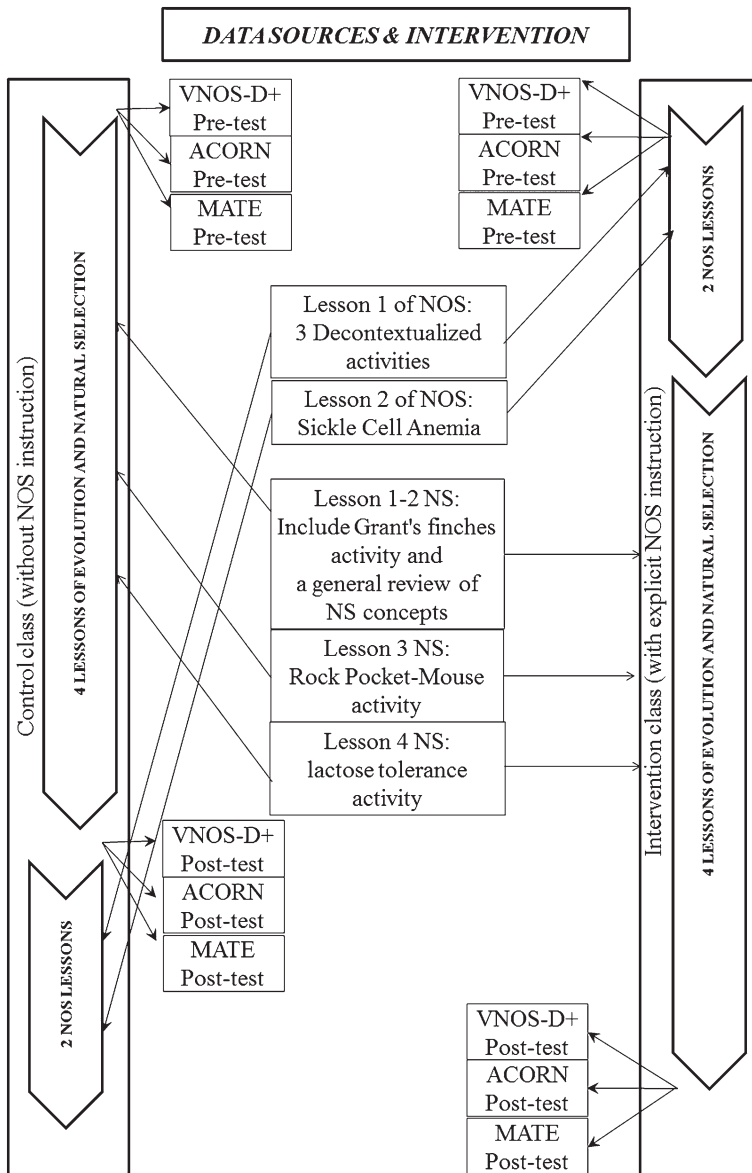 DATA SOURCES & INTERVENTION
Control class (without NOS instruction)
4 LESSONS OF EVOLUTION AND NATURAL SELECTION
2 NOS LESSONS
VNOS-D+
Pre-test
ACORN
Pre-test
MATE
Pre-test
VNOS-D+
Pre-test
ACORN
Pre-test
MATE
Pre-test
Lesson 1 of NOS:
3 Decontextualized
activities
Lesson 2 of NOS:
Sickle Cell Anemia
Lesson 1-2 NS:
Include Grant's finches
activity and
a general review of
NS concepts
Lesson 3 NS:
Rock Pocket-Mouse
activity
Lesson 4 NS:
lactose tolerance
activity
VNOS-D+
Post-test
ACORN
Post-test
MATE
Post-test
VNOS-D+
Post-test
ACORN
Post-test
MATE
Post-test
Intervention class (with explicit NOS instruction)
2 NOS LESSONS
4 LESSONS OF EVOLUTION AND NATURAL SELECTION